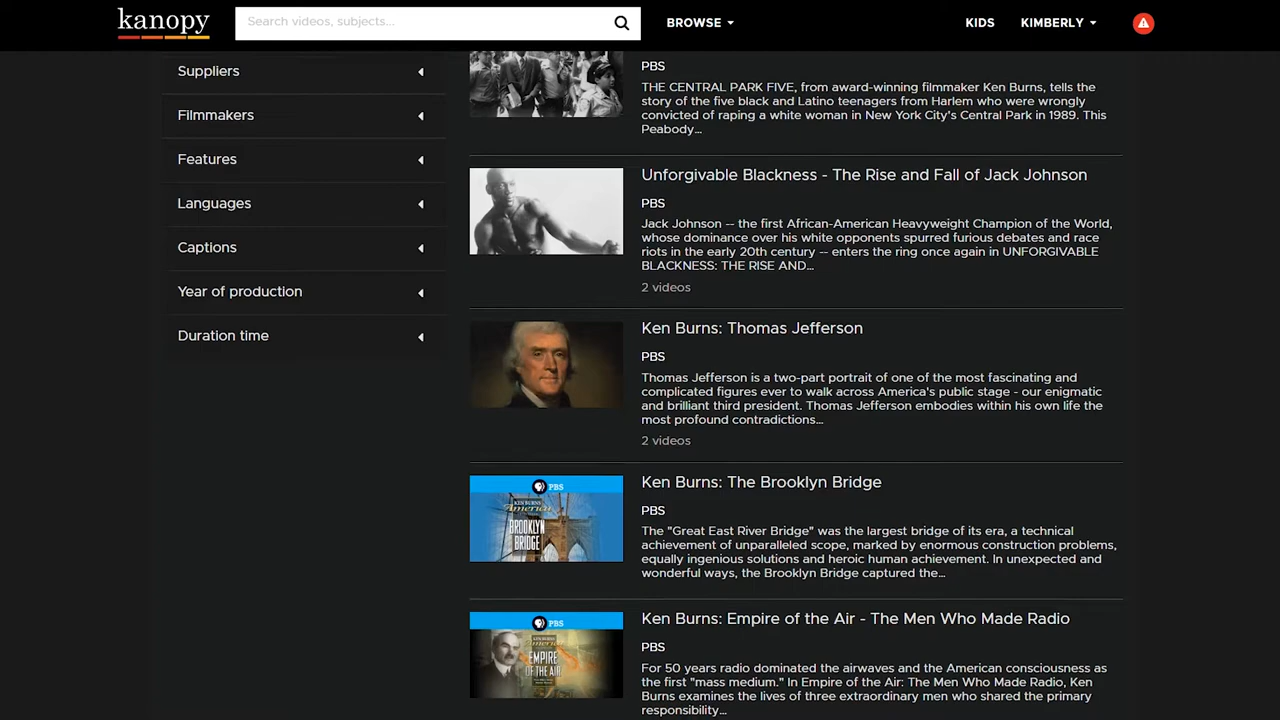 kanopy
Search videos, subjects...
BROWSE
KIDS
KIMBERLY
Suppliers
Filmmakers
Features
Languages
Captions
Year of production
Duration time
PBS
THE CENTRAL PARK FIVE, from award-winning filmmaker Ken Burns, tells the
story of the five black and Latino teenagers from Harlem who were wrongly
convicted of raping a white woman in New York City's Central Park in 1989. This
Peabody...
Unforgivable Blackness - The Rise and Fall of Jack Johnson
PBS
Jack Johnson -- the first African-American Heavyweight Champion of the World,
whose dominance over his white opponents spurred furious debates and race
riots in the early 20th century -- enters the ring once again in UNFORGIVABLE
BLACKNESS: THE RISE AND...
2 videos
Ken Burns: Thomas Jefferson
PBS
Thomas Jefferson is a two-part portrait of one of the most fascinating and
complicated figures ever to walk across America's public stage - our enigmatic
and brilliant third president. Thomas Jefferson embodies within his own life the
most profound contradictions...
2 videos
PBS
KEN BURNS
America
BROOKLYN
BRIDGE
Ken Burns: The Brooklyn Bridge
PBS
The "Great East River Bridge" was the largest bridge of its era, a technical
achievement of unparalleled scope, marked by enormous construction problems,
equally ingenious solutions and heroic human achievement. In unexpected and
wonderful ways, the Brooklyn Bridge captured the...
PBS
KEN BURNS
America
EMPIRE
OF THE AIR
Ken Burns: Empire of the Air - The Men Who Made Radio
PBS
For 50 years radio dominated the airwaves and the American consciousness as
the first "mass medium." In Empire of the Air: The Men Who Made Radio, Ken
Burns examines the lives of three extraordinary men who shared the primary
responsibility...